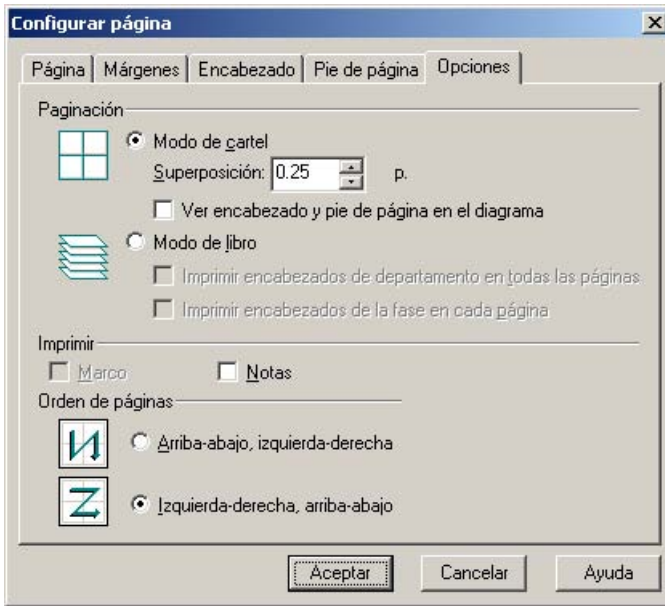 Configurar página
Página Márgenes Encabezado Pie de página Opciones
Paginación
Modo de cartel
Superposición: 0.25 p.
Ver encabezado y pie de página en el diagrama
Modo de libro
Imprimir encabezados de departamento en todas las páginas
Imprimir encabezados de la fase en cada página
Imprimir
Marco Notas
Orden de páginas
Arriba-abajo, izquierda-derecha
Izquierda-derecha, arriba-abajo
Aceptar Cancelar Ayuda